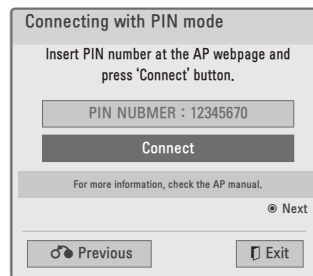 Connecting with PIN mode
Insert PIN number at the AP webpage and
press ‘Connect’ button.
PIN NUBMER : 12345670
Connect
For more information, check the AP manual.
Next
Previous
Exit